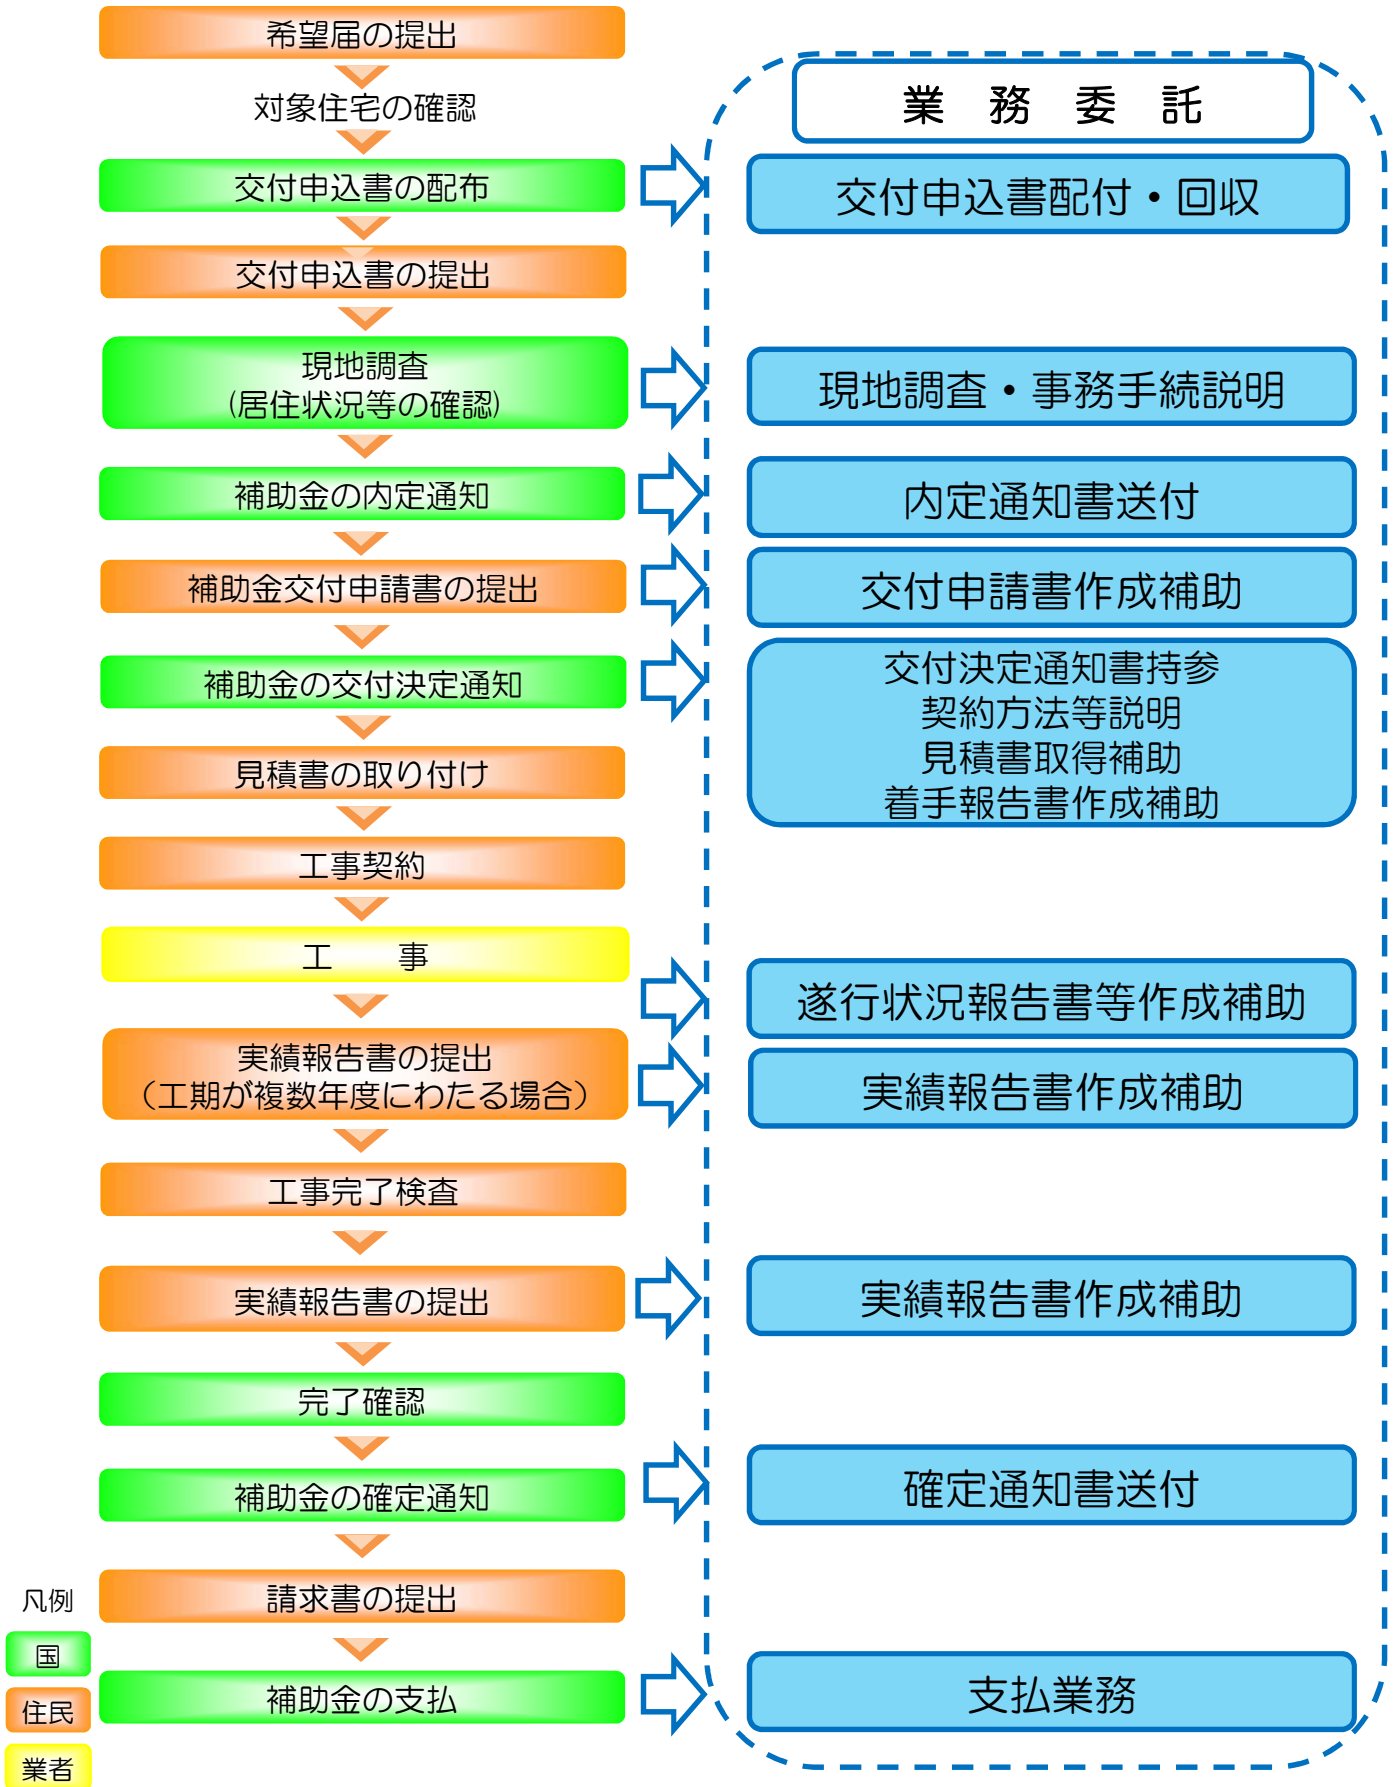 希望届の提出
対象住宅の確認
交付申込書の配布
交付申込書の提出
現地調査
(居住状況等の確認)
補助金の内定通知
補助金交付申請書の提出
補助金の交付決定通知
見積書の取り付け
工事契約
工　　事
実績報告書の提出
（工期が複数年度にわたる場合）
工事完了検査
実績報告書の提出
完了確認
補助金の確定通知
請求書の提出
補助金の支払
業　務　委　託
交付申込書配付・回収
現地調査・事務手続説明
内定通知書送付
交付申請書作成補助
交付決定通知書持参
契約方法等説明
見積書取得補助
着手報告書作成補助
遂行状況報告書等作成補助
実績報告書作成補助
実績報告書作成補助
確定通知書送付
支払業務
凡例
国
住民
業者